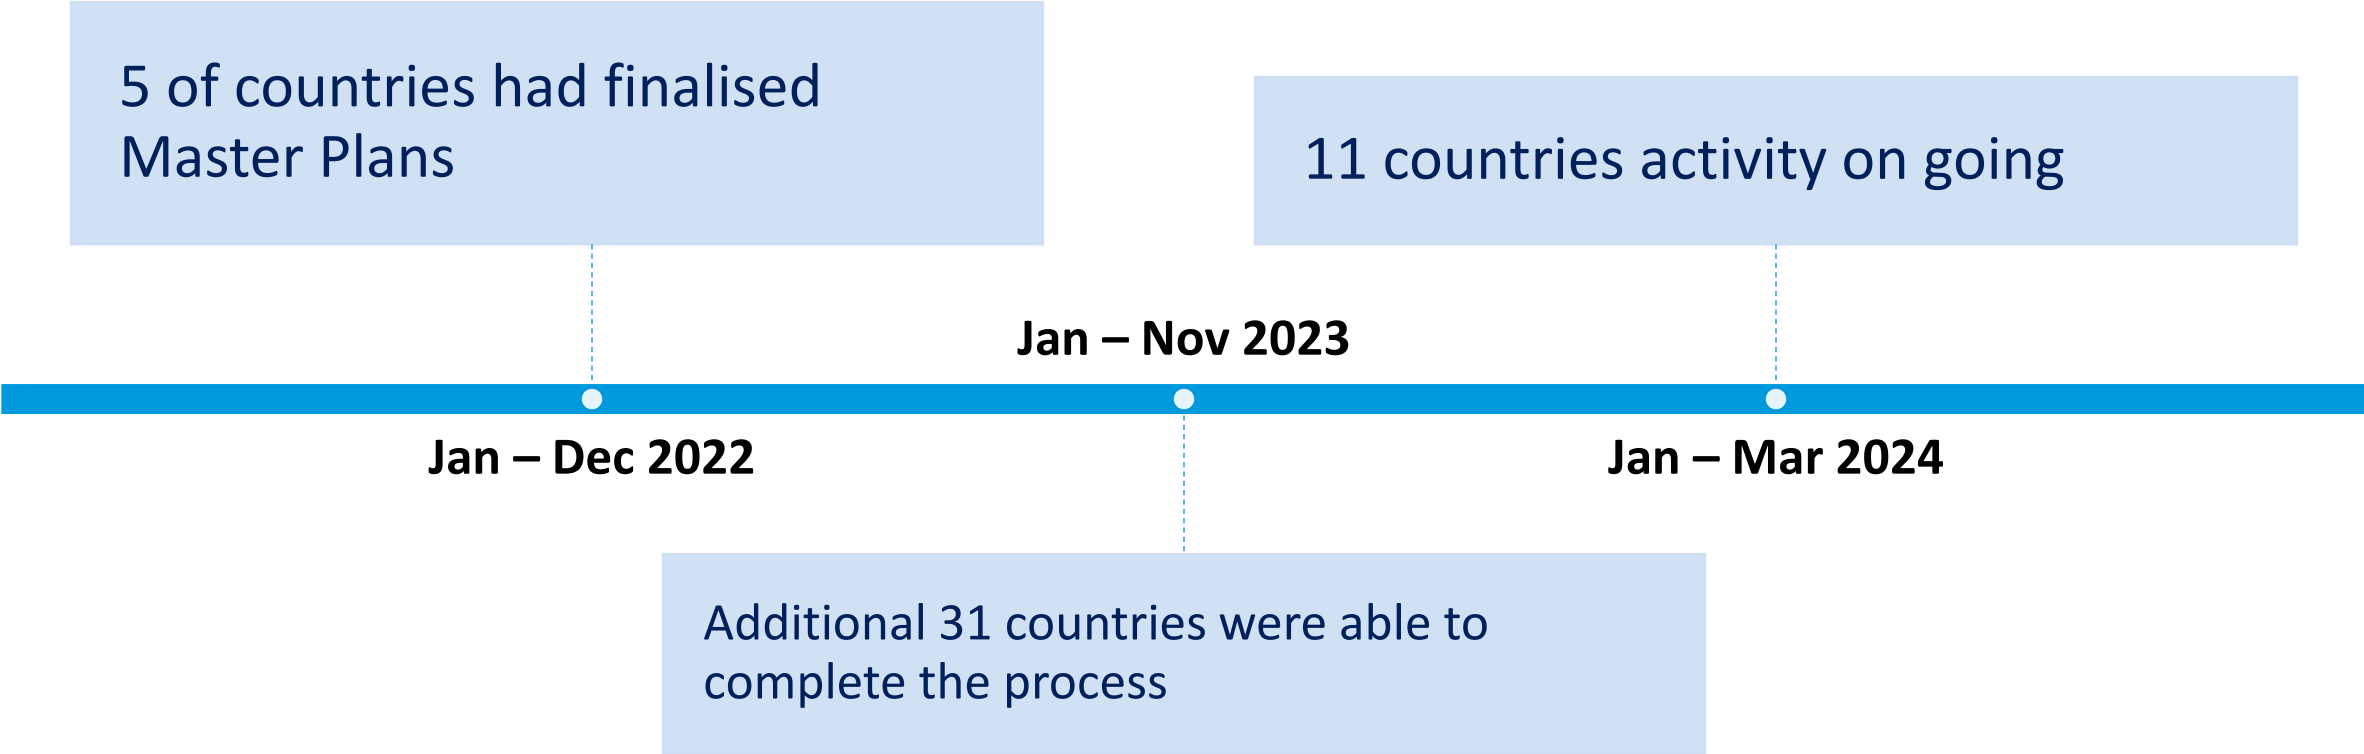 5 of countries had finalised
Master Plans
11 countries activity on going
Jan – Nov 2023
Jan – Dec 2022
Jan – Mar 2024
Additional 31 countries were able to
complete the process